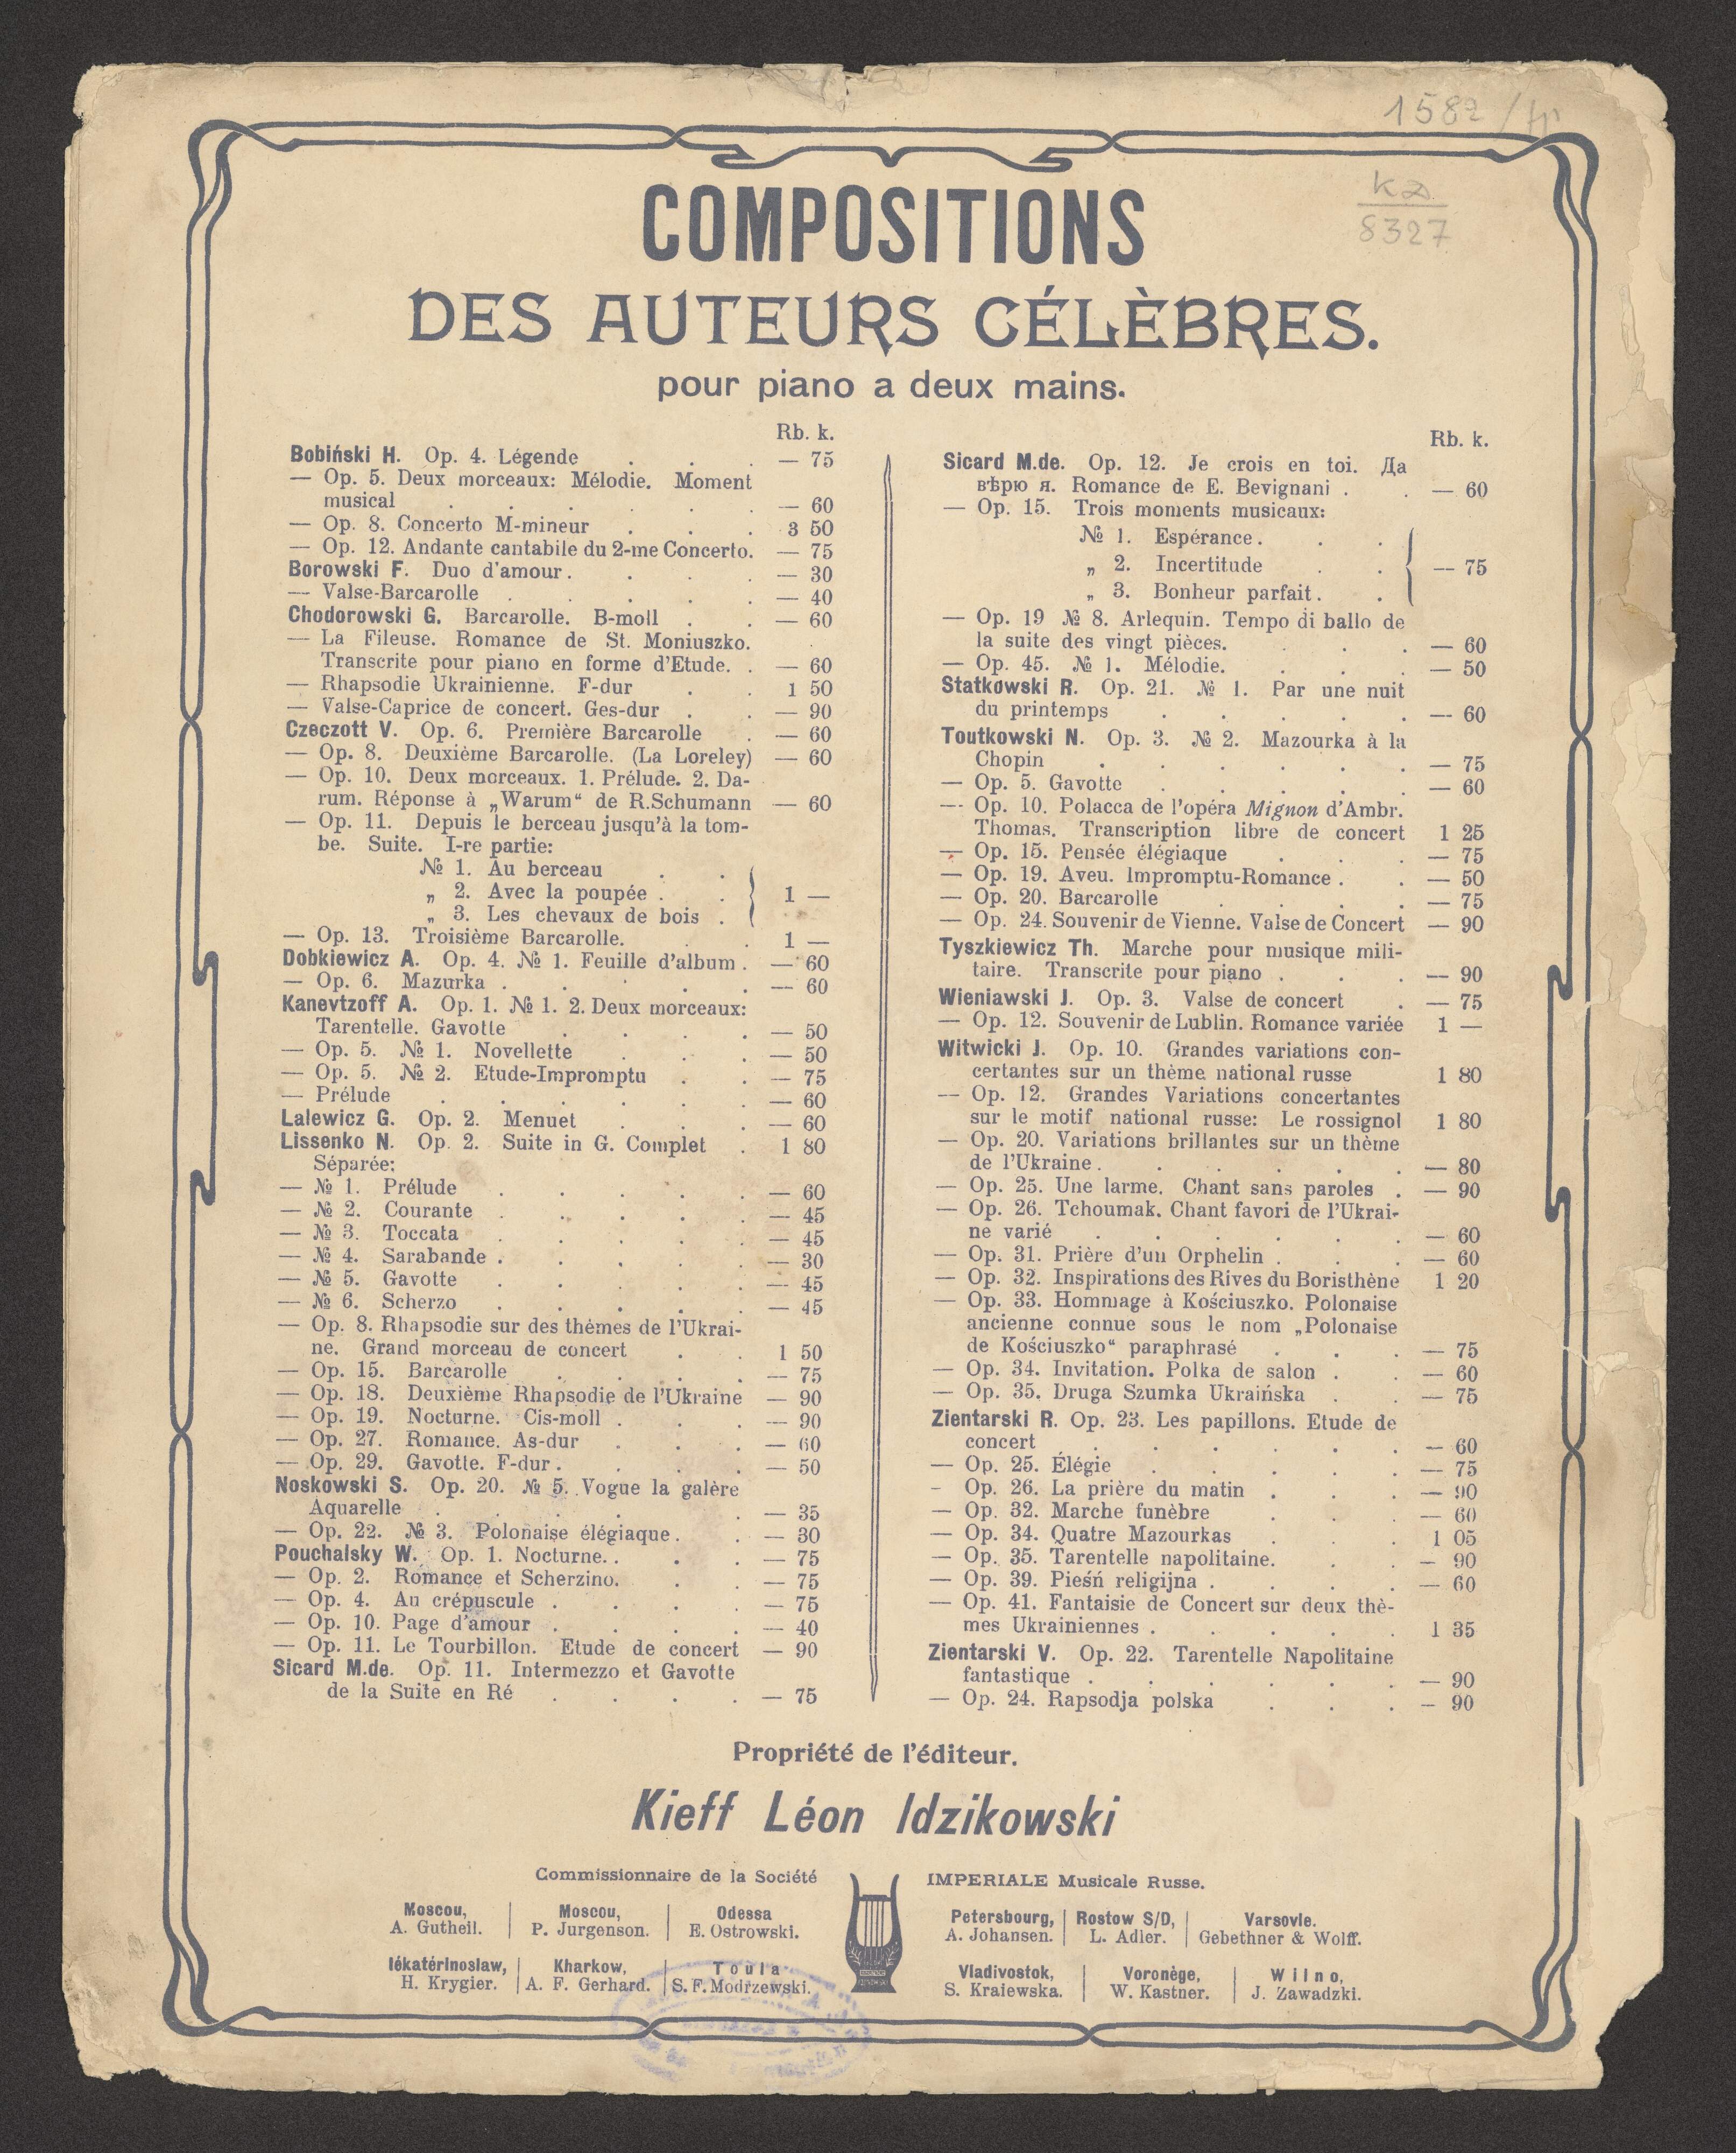 1582/
KD
8327
COMPOSITIONS
DES AUTEURS CÉLÈBRES.
pour piano a deux mains.
Rb. k.
Bobiński H. Op. 4. Légende . . . — 75
— Op. 5. Deux morceaux: Mélodie. Moment
musical . . . . . . — 60
— Op. 8. Concerto M-mineur . . . 3 50
— Op. 12. Andante cantabile du 2-me Concerto. — 75
Borowski F. Duo d'amour . . . . — 30
— Valse-Barcarolle . . . . . — 40
Chodorowski G. Barcarolle. B-moll . . — 60
— La Fileuse. Romance de St. Moniuszko.
Transcrite pour piano en forme d'Etude. . — 60
— Rhapsodie Ukrainienne. F-dur . . 1 50
— Valse-Caprice de concert. Ges-dur . . — 90
Czeczott V. Op. 6. Première Barcarolle . — 60
— Op. 8. Deuxième Barcarolle. (La Loreley) — 60
— Op. 10. Deux morceaux. 1. Prélude. 2. Da-
rum. Réponse à „Warum“ de R.Schumann — 60
— Op. 11. Depuis le berceau jusqu'à la tom-
be. Suite. I-re partie:
№ 1. Au berceau . .
„ 2. Avec la poupée . . } 1 —
„ 3. Les chevaux de bois .
— Op. 13. Troisième Barcarolle. . . 1 —
Dobkiewicz A. Op. 4. № 1. Feuille d'album . — 60
— Op. 6. Mazurka . . . . . — 60
Kanevtzoff A. Op. 1. № 1. 2. Deux morceaux:
Tarentelle. Gavotte . . . . — 50
— Op. 5. № 1. Novellette . . . — 50
— Op. 5. № 2. Etude-Impromptu . . — 75
— Prélude . . . . . . — 60
Lalewicz G. Op. 2. Menuet . . . — 60
Lissenko N. Op. 2. Suite in G. Complet . 1 80
Séparée:
— № 1. Prélude . . . . . — 60
— № 2. Courante . . . . . — 45
— № 3. Toccata . . . . . — 45
— № 4. Sarabande . . . . . — 30
— № 5. Gavotte . . . . . — 45
— № 6. Scherzo . . . . . — 45
— Op. 8. Rhapsodie sur des thèmes de l'Ukrai-
ne. Grand morceau de concert . . 1 50
— Op. 15. Barcarolle . . . . — 75
— Op. 18. Deuxième Rhapsodie de l'Ukraine — 90
— Op. 19. Nocturne. Cis-moll . . . — 90
— Op. 27. Romance. As-dur . . . — 60
— Op. 29. Gavotte. F-dur . . . . — 50
Noskowski S. Op. 20. № 5. Vogue la galère
Aquarelle . . . . . . — 35
— Op. 22. № 3. Polonaise élégiaque . . — 30
Pouchalsky W. Op. 1. Nocturne. . . . — 75
— Op. 2. Romance et Scherzino. . . — 75
— Op. 4. Au crépuscule . . . . — 75
— Op. 10. Page d'amour . . . . — 40
— Op. 11. Le Tourbillon. Etude de concert — 90
Sicard M.de. Op. 11. Intermezzo et Gavotte
de la Suite en Ré . . . . — 75
Rb. k.
Sicard M.de. Op. 12. Je crois en toi. Да
вѣрю я. Romance de E. Bevignani . . — 60
— Op. 15. Trois moments musicaux:
№ 1. Espérance . . .
„ 2. Incertitude . . } — 75
„ 3. Bonheur parfait . .
— Op. 19 № 8. Arlequin. Tempo di ballo de
la suite des vingt pièces. . . . — 60
— Op. 45. № 1. Mélodie. . . . — 50
Statkowski R. Op. 21. № 1. Par une nuit
du printemps . . . . . — 60
Toutkowski N. Op. 3. № 2. Mazourka à la
Chopin . . . . . . — 75
— Op. 5. Gavotte . . . . . — 60
— Op. 10. Polacca de l'opéra Mignon d'Ambr.
Thomas. Transcription libre de concert 1 25
— Op. 15. Pensée élégiaque . . . — 75
— Op. 19. Aveu. Impromptu-Romance . . — 50
— Op. 20. Barcarolle . . . . — 75
— Op. 24. Souvenir de Vienne. Valse de Concert — 90
Tyszkiewicz Th. Marche pour musique mili-
taire. Transcrite pour piano . . . — 90
Wieniawski J. Op. 3. Valse de concert . — 75
— Op. 12. Souvenir de Lublin. Romance variée 1 —
Witwicki J. Op. 10. Grandes variations con-
certantes sur un thème national russe 1 80
— Op. 12. Grandes Variations concertantes
sur le motif national russe: Le rossignol 1 80
— Op. 20. Variations brillantes sur un thème
de l'Ukraine . . . . . . — 80
— Op. 25. Une larme. Chant sans paroles . — 90
— Op. 26. Tchoumak. Chant favori de l'Ukrai-
ne varié . . . . . . — 60
— Op. 31. Prière d'un Orphelin . . . — 60
— Op. 32. Inspirations des Rives du Boristhène 1 20
— Op. 33. Hommage à Kościuszko. Polonaise
ancienne connue sous le nom „Polonaise
de Kościuszko“ paraphrasé . . . — 75
— Op. 34. Invitation. Polka de salon . . — 60
— Op. 35. Druga Szumka Ukraińska . . — 75
Zientarski R. Op. 23. Les papillons. Etude de
concert . . . . . . — 60
— Op. 25. Élégie . . . . . — 75
— Op. 26. La prière du matin . . . — 90
— Op. 32. Marche funèbre . . . — 60
— Op. 34. Quatre Mazourkas . . . 1 05
— Op. 35. Tarentelle napolitaine. . . — 90
— Op. 39. Pieśń religijna . . . . — 60
— Op. 41. Fantaisie de Concert sur deux thè-
mes Ukrainiennes . . . . . 1 35
Zientarski V. Op. 22. Tarentelle Napolitaine
fantastique . . . . . . — 90
— Op. 24. Rapsodja polska . . . — 90
Propriété de l'éditeur.
Kieff Léon Idzikowski
Commissionnaire de la Société IMPERIALE Musicale Russe.
Moscou, Moscou, Odessa Petersbourg, Rostow S/D, Varsovie.
A. Gutheil. P. Jurgenson. E. Ostrowski. A. Johansen. L. Adler. Gebethner & Wolff.
Iékatérinoslaw, Kharkow, Toula Vladivostok, Voronège, Wilno,
H. Krygier. A. F. Gerhard. S. F. Modrzewski. S. Kraiewska. W. Kastner. J. Zawadzki.